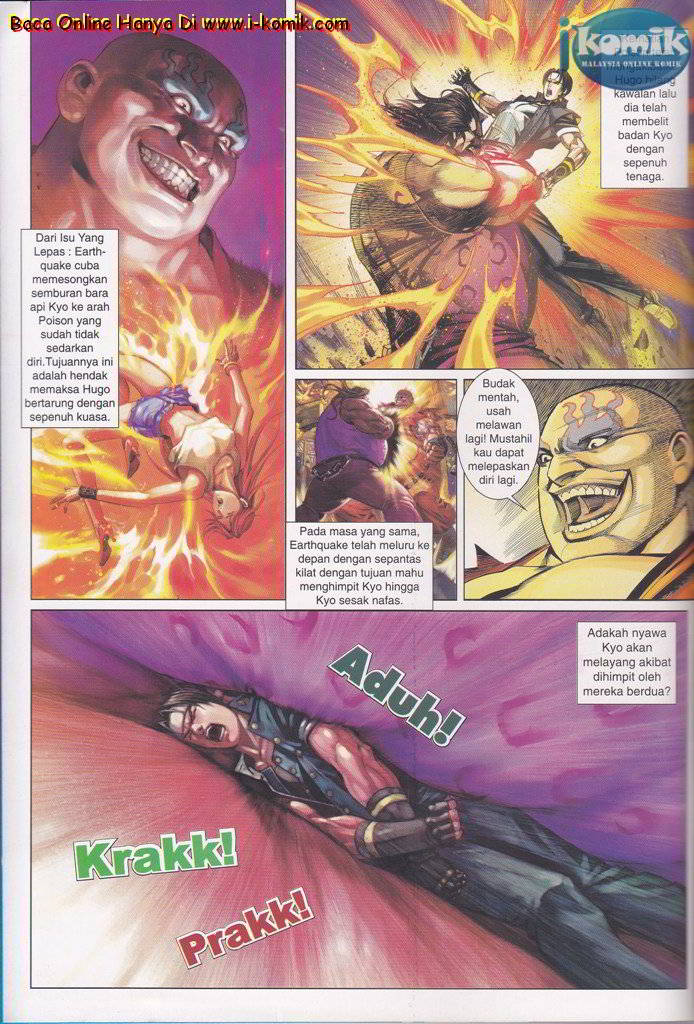 Baca Online Hanya Di www.i-komik.com
iKomik
MALAYSIA ONLINE KOMIK
Hugo hilang
kawalan lalu
dia telah
membelit
badan Kyo
dengan
sepenuh
tenaga.
Dari Isu Yang
Lepas : Earth-
quake cuba
memesongkan
semburan bara
api Kyo ke arah
Poison yang
sudah tidak
sedarkan
diri.Tujuannya ini
adalah hendak
memaksa Hugo
bertarung dengan
sepenuh kuasa.
Pada masa yang sama,
Earthquake telah meluru ke
depan dengan sepantas
kilat dengan tujuan mahu
menghimpit Kyo hingga
Kyo sesak nafas.
Budak
mentah,
usah
melawan
lagi! Mustahil
kau dapat
melepaskan
diri lagi.
Adakah nyawa
Kyo akan
melayang akibat
dihimpit oleh
mereka berdua?
Aduh!
Krakk!
Prakk!